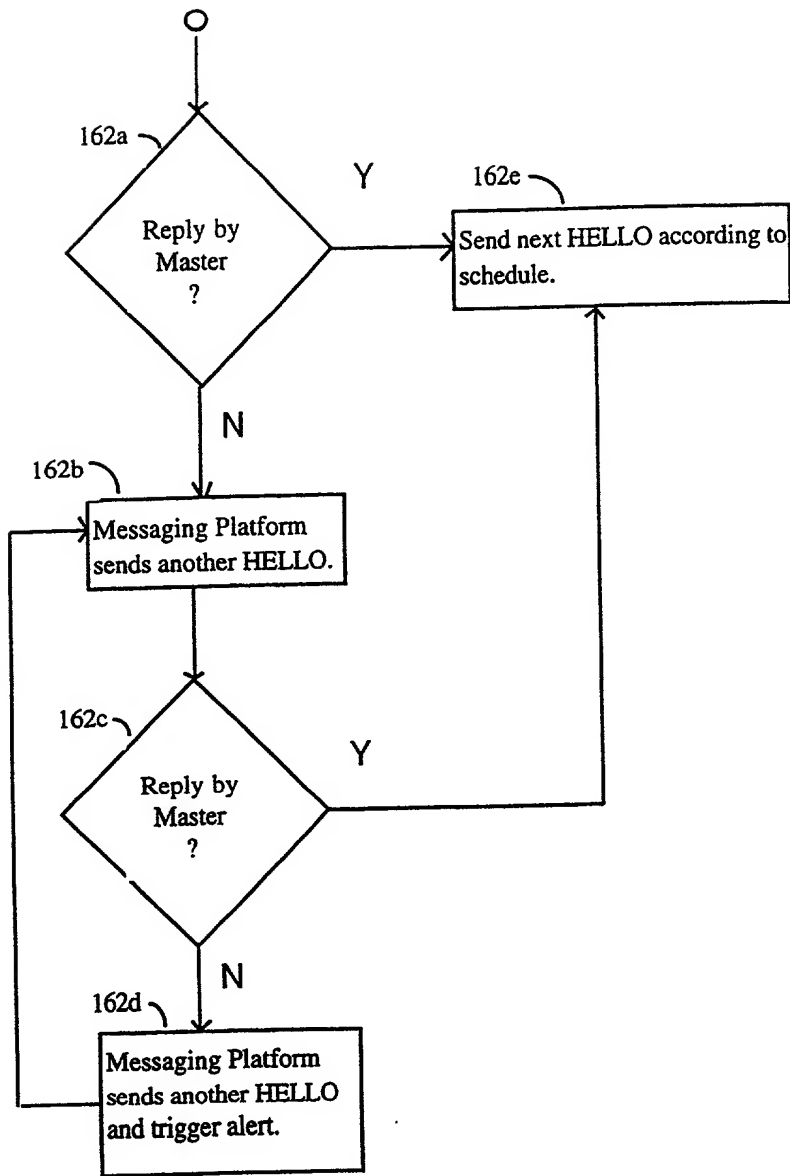 O
162a
Y
162e
Reply by
Master
?
Send next HELLO according to
schedule.
N
162b
Messaging Platform
sends another HELLO.
162c
Y
Reply by
Master
?
N
162d
Messaging Platform
sends another HELLO
and trigger alert.